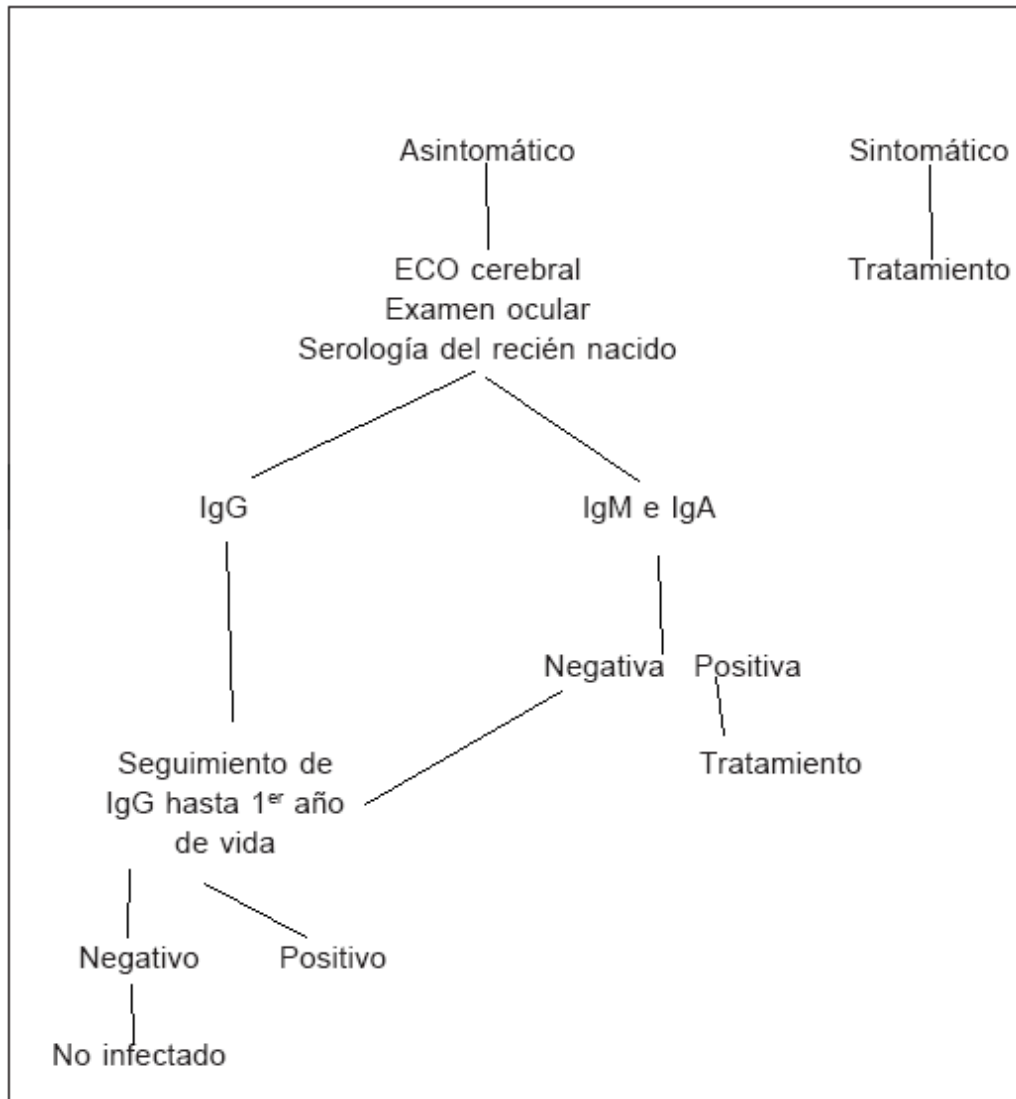 Asintomático
Sintomático
ECO cerebral
Examen ocular
Serología del recién nacido
Tratamiento
IgG
IgM e IgA
Negativa
Positiva
Seguimiento de
IgG hasta 1er año
de vida
Tratamiento
Negativo
Positivo
No infectado